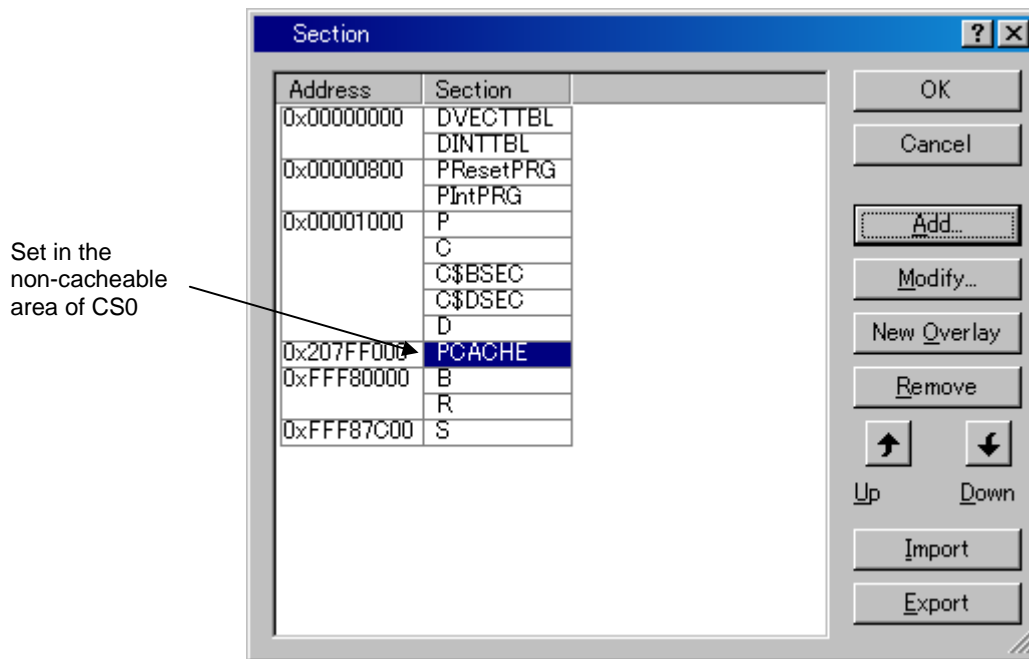 Section
Address Section
0x00000000 DVECTTBL
DINTTBL
0x00000800 PResetPRG
PIntPRG
0x00001000 P
C
C$BSEC
C$DSEC
D
0x207FF000 PCACHE
0xFFF80000 B
R
0xFFF87C00 S
Set in the
non-cacheable
area of CS0
OK
Cancel
Add...
Modify...
New Overlay
Remove
Up Down
Import
Export